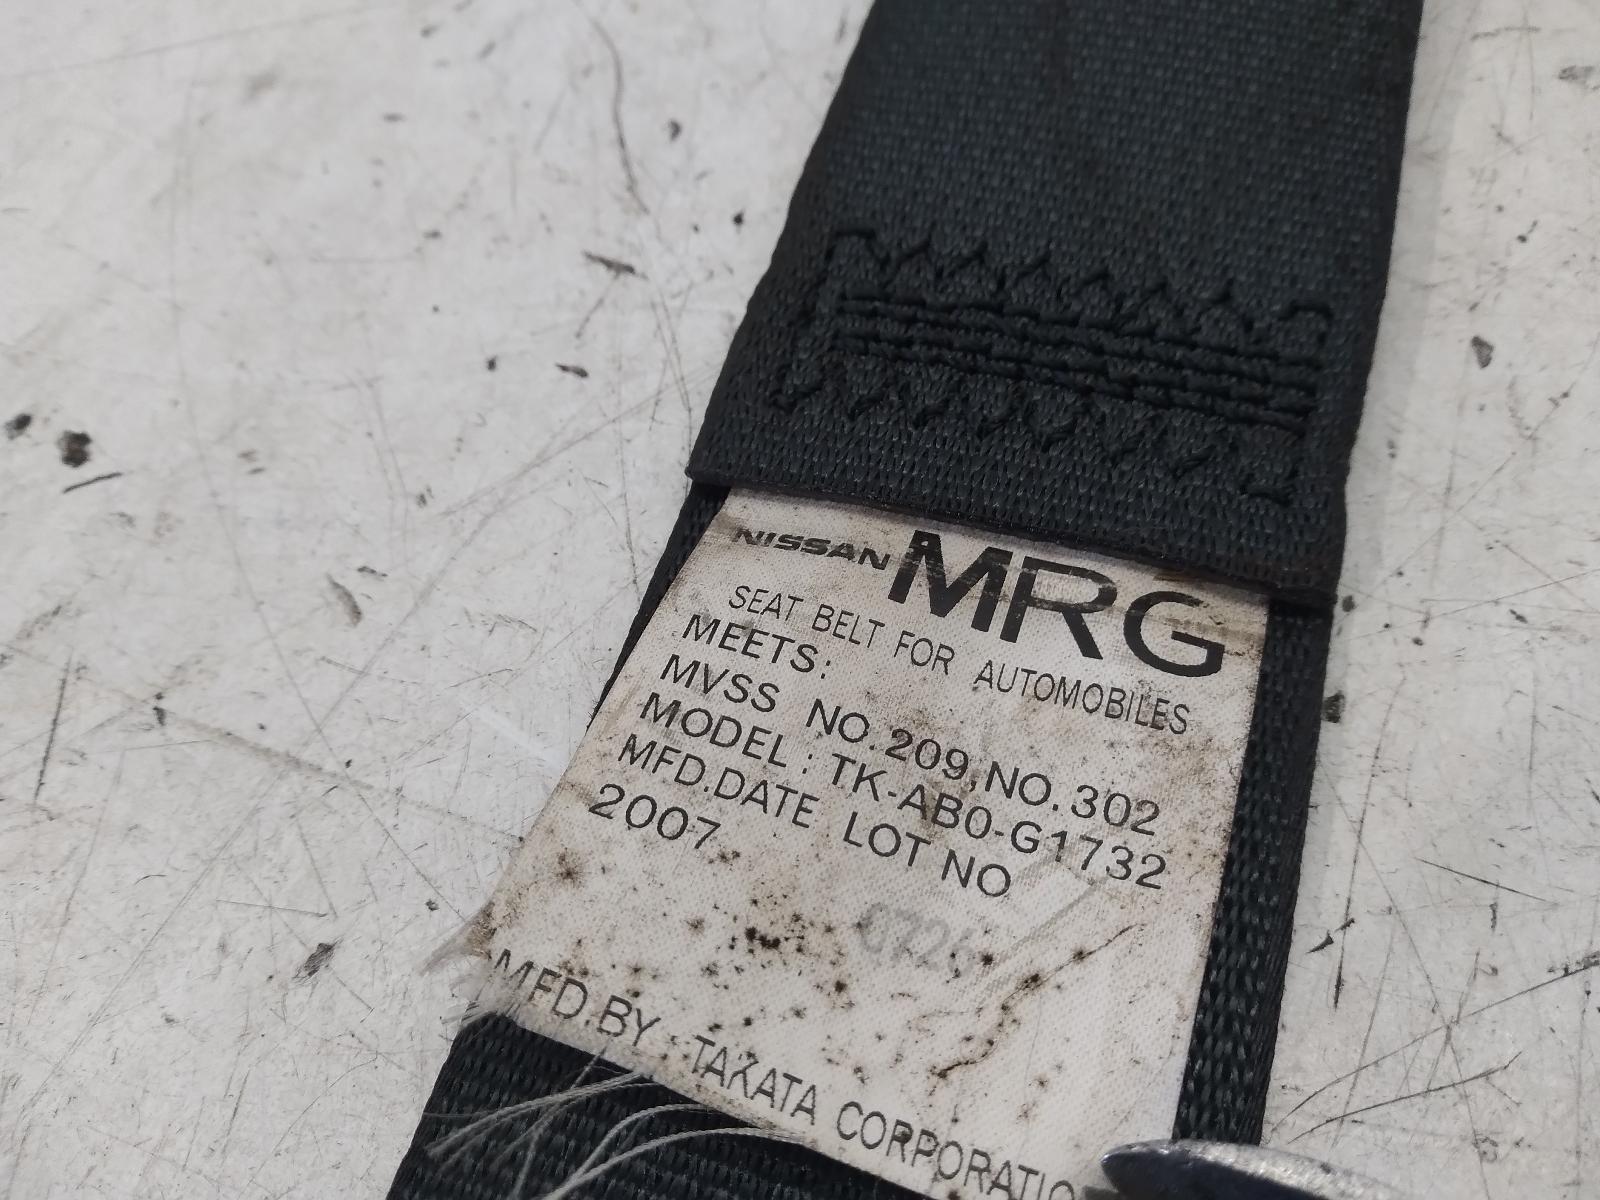 NISSAN MRG
SEAT BELT FOR AUTOMOBILES
MEETS:
MVSS NO.209,NO.302
MODEL : TK-AB0-G1732
MFD.DATE LOT NO
2007
MFD.BY TAKATA CORPORATIO